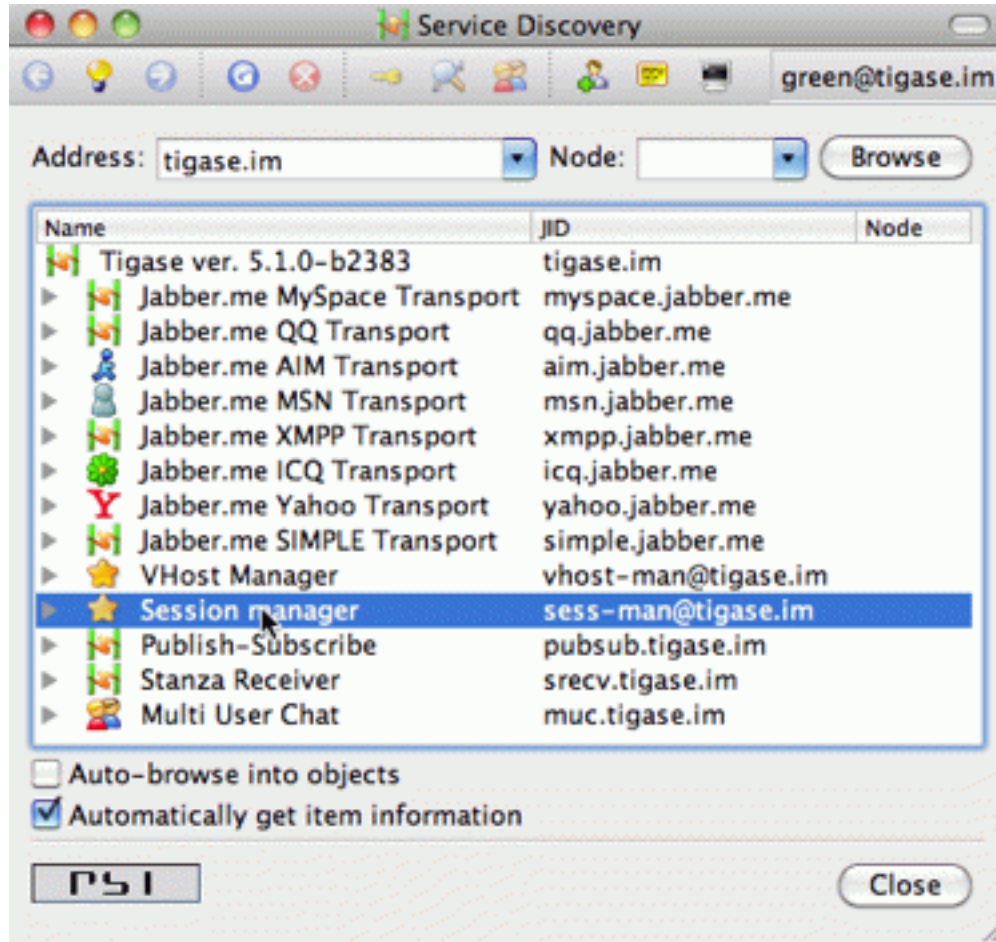 Service Discovery
green@tigase.im
Address: tigase.im Node: Browse
Name JID Node
Tigase ver. 5.1.0-b2383 tigase.im
Jabber.me MySpace Transport myspace.jabber.me
Jabber.me QQ Transport qq.jabber.me
Jabber.me AIM Transport aim.jabber.me
Jabber.me MSN Transport msn.jabber.me
Jabber.me XMPP Transport xmpp.jabber.me
Jabber.me ICQ Transport icq.jabber.me
Jabber.me Yahoo Transport yahoo.jabber.me
Jabber.me SIMPLE Transport simple.jabber.me
VHost Manager vhost-man@tigase.im
Session manager sess-man@tigase.im
Publish-Subscribe pubsub.tigase.im
Stanza Receiver srecv.tigase.im
Multi User Chat muc.tigase.im
Auto-browse into objects
Automatically get item information
PSI Close